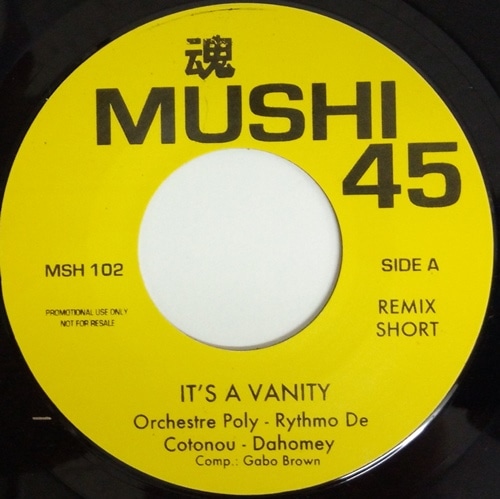 魂
MUSHI
45
MSH 102
SIDE A
PROMOTIONAL USE ONLY
NOT FOR RESALE
REMIX
SHORT
IT'S A VANITY
Orchestre Poly - Rythmo De
Cotonou - Dahomey
Comp.: Gabo Brown